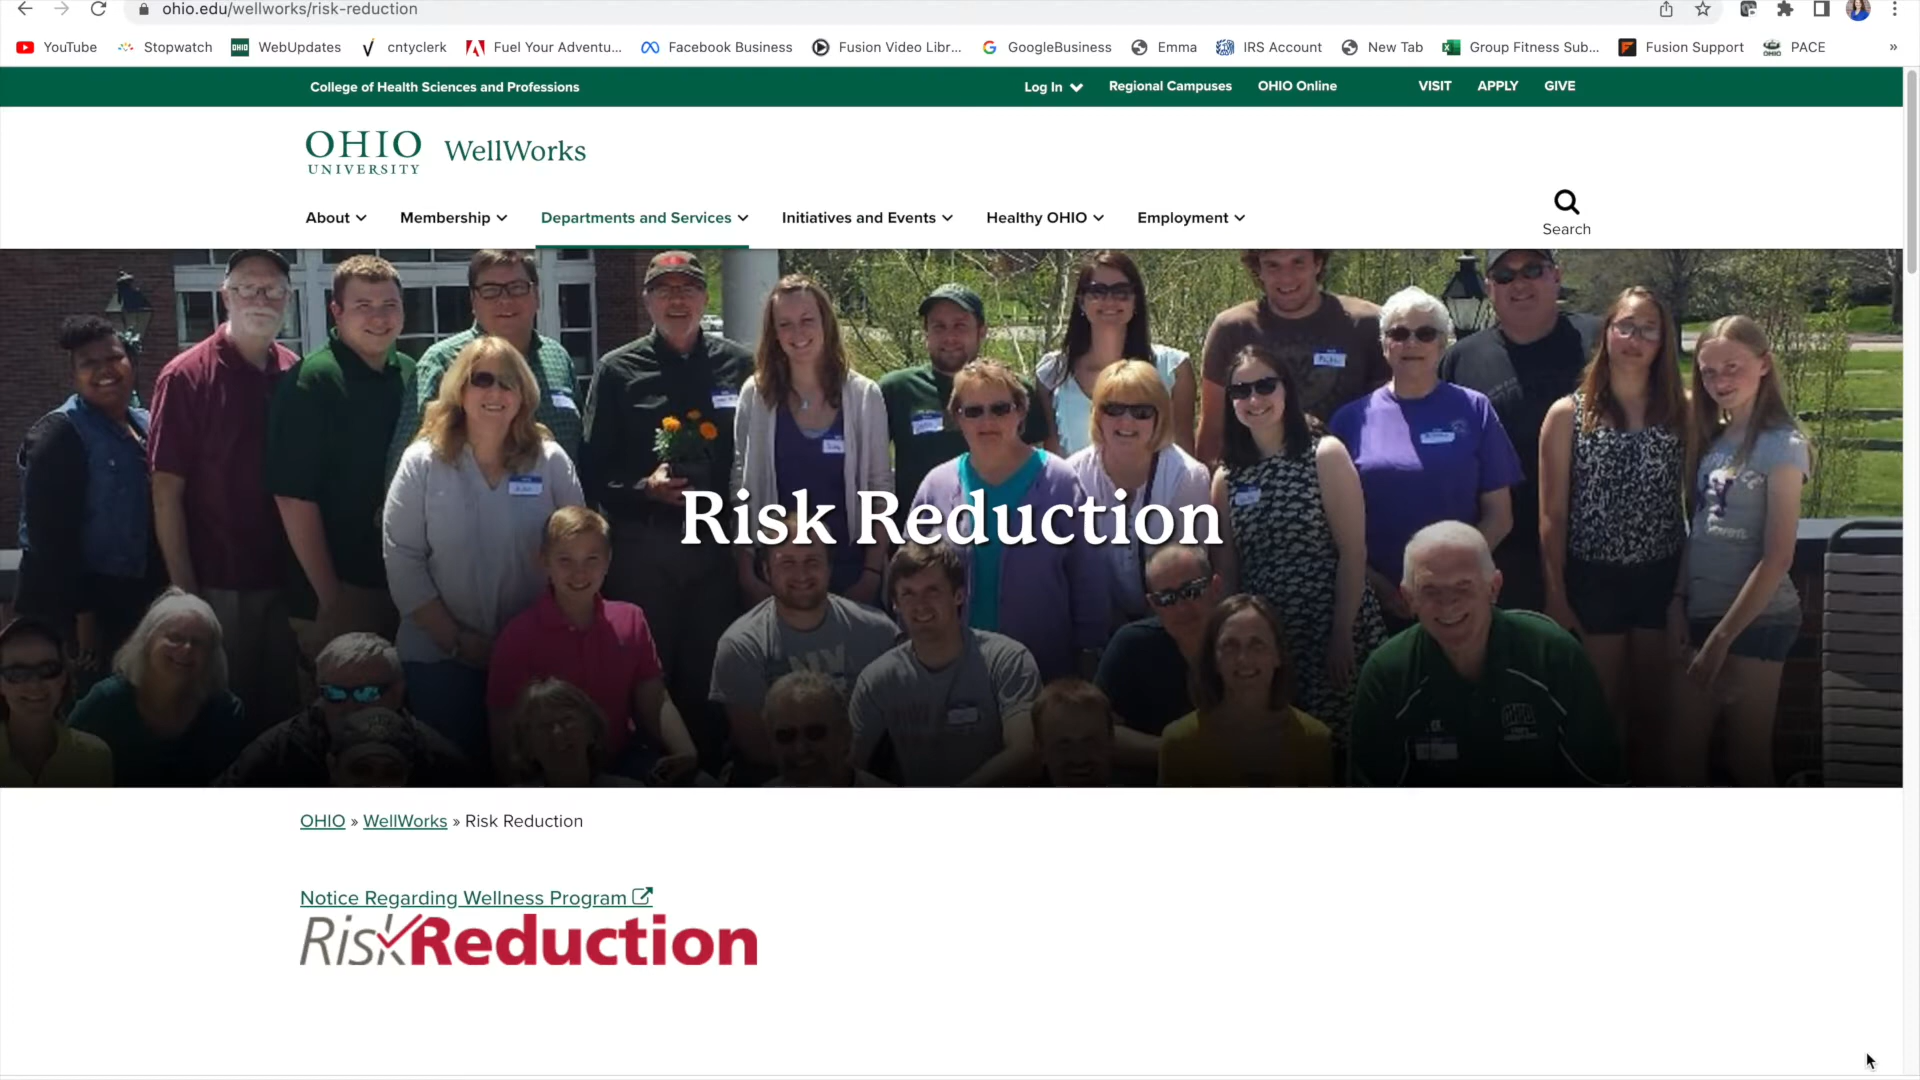 ohio.edu/wellworks/risk-reduction
YouTube Stopwatch WebUpdates cntyclerk Fuel Your Adventu... Facebook Business Fusion Video Libr... GoogleBusiness Emma IRS Account New Tab Group Fitness Sub... Fusion Support PACE »
College of Health Sciences and Professions Log In Regional Campuses OHIO Online VISIT APPLY GIVE
OHIO
UNIVERSITY
WellWorks
About Membership Departments and Services Initiatives and Events Healthy OHIO Employment
Search
Risk Reduction
OHIO » WellWorks » Risk Reduction
Notice Regarding Wellness Program
RiskReduction